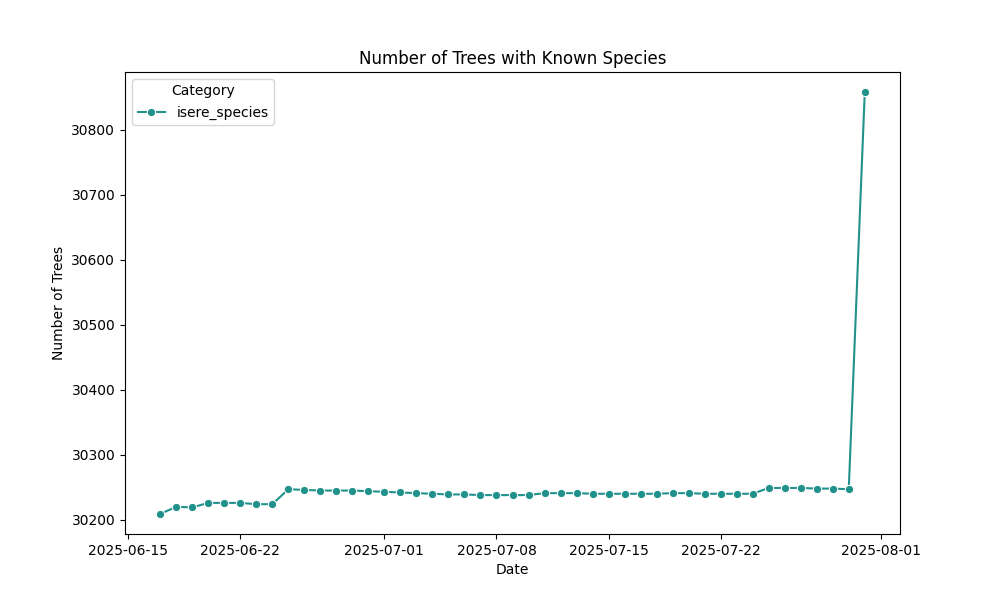 Number of Trees with Known Species
Category
isere_species
Number of Trees
30800
30700
30600
30500
30400
30300
30200
2025-06-15
2025-06-22
2025-07-01
2025-07-08
2025-07-15
2025-07-22
2025-08-01
Date